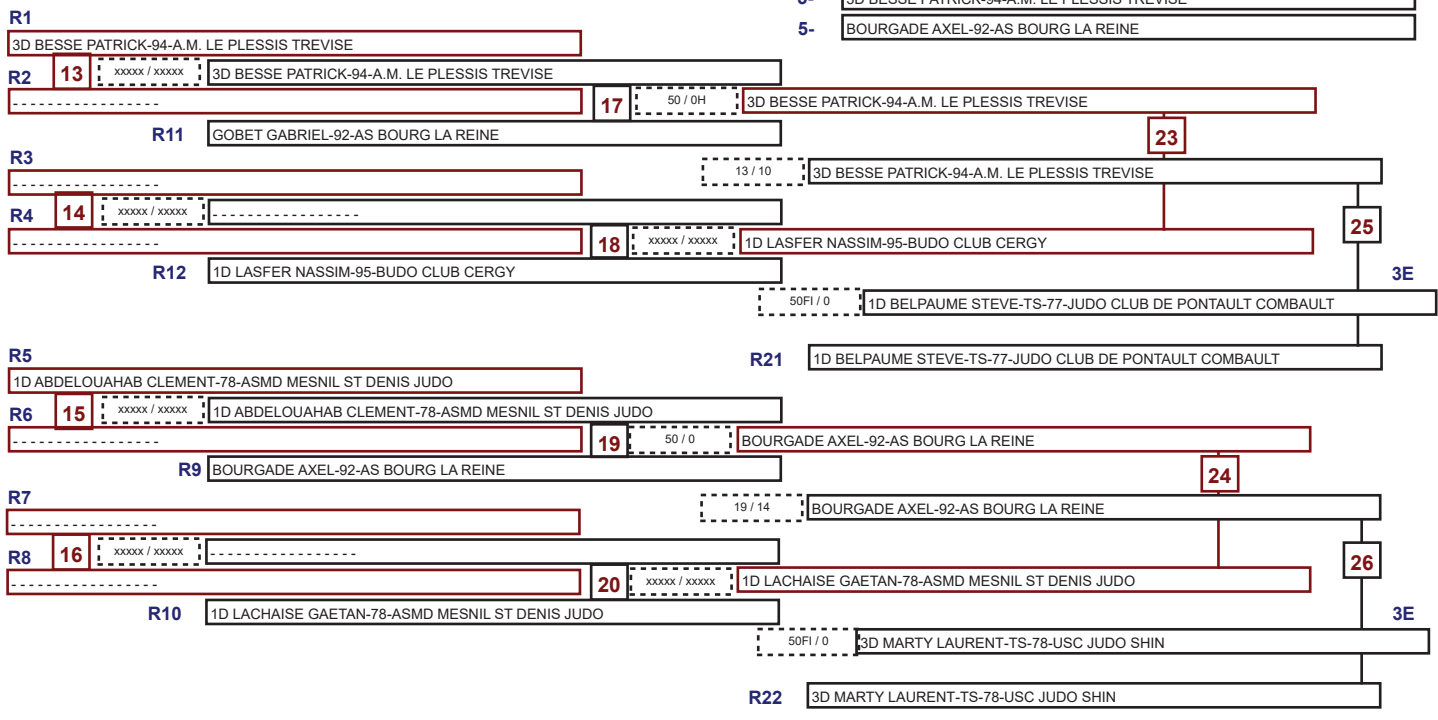 3D BESSE PATRICK-94-A.M. LE PLESSIS TREVISE
5- BOURGADE AXEL-92-AS BOURG LA REINE
R1
3D BESSE PATRICK-94-A.M. LE PLESSIS TREVISE
R2 13 xxxxx / xxxxx 3D BESSE PATRICK-94-A.M. LE PLESSIS TREVISE
- - - - - - - - - - - - - - - - - 17 50 / 0H 3D BESSE PATRICK-94-A.M. LE PLESSIS TREVISE
R11 GOBET GABRIEL-92-AS BOURG LA REINE 23
R3
13 / 10 3D BESSE PATRICK-94-A.M. LE PLESSIS TREVISE
- - - - - - - - - - - - - - - - -
R4 14 xxxxx / xxxxx - - - - - - - - - - - - - - - - - 25
- - - - - - - - - - - - - - - - - 18 xxxxx / xxxxx 1D LASFER NASSIM-95-BUDO CLUB CERGY
R12 1D LASFER NASSIM-95-BUDO CLUB CERGY 3E
50FI / 0 1D BELPAUME STEVE-TS-77-JUDO CLUB DE PONTAULT COMBAULT
R5
R21 1D BELPAUME STEVE-TS-77-JUDO CLUB DE PONTAULT COMBAULT
1D ABDELOUAHAB CLEMENT-78-ASMD MESNIL ST DENIS JUDO
R6 15 xxxxx / xxxxx 1D ABDELOUAHAB CLEMENT-78-ASMD MESNIL ST DENIS JUDO
- - - - - - - - - - - - - - - - - 19 50 / 0 BOURGADE AXEL-92-AS BOURG LA REINE
R9 BOURGADE AXEL-92-AS BOURG LA REINE 24
R7
19 / 14 BOURGADE AXEL-92-AS BOURG LA REINE
- - - - - - - - - - - - - - - - -
R8 16 xxxxx / xxxxx - - - - - - - - - - - - - - - - - 26
- - - - - - - - - - - - - - - - - 20 xxxxx / xxxxx 1D LACHAISE GAETAN-78-ASMD MESNIL ST DENIS JUDO
R10 1D LACHAISE GAETAN-78-ASMD MESNIL ST DENIS JUDO 3E
50FI / 0 3D MARTY LAURENT-TS-78-USC JUDO SHIN
R22 3D MARTY LAURENT-TS-78-USC JUDO SHIN